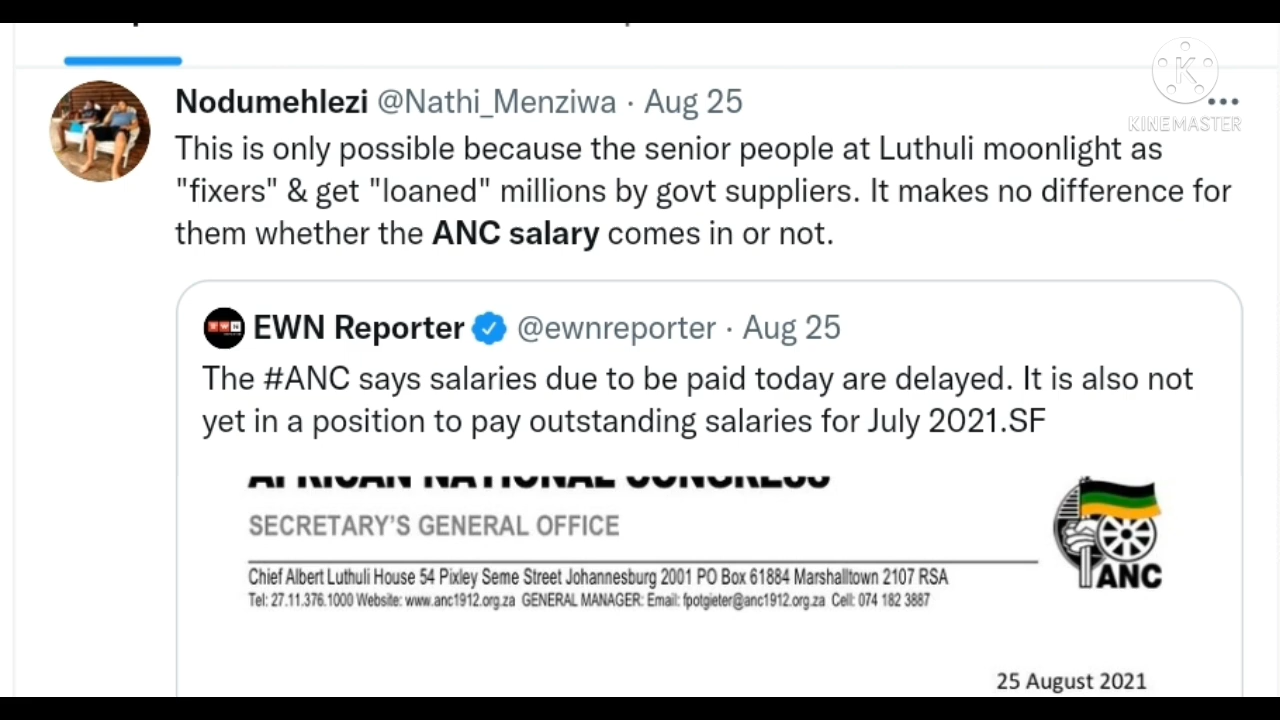 Nodumehlezi @Nathi_Menziwa · Aug 25
KINEMASTER
This is only possible because the senior people at Luthuli moonlight as
"fixers" & get "loaned" millions by govt suppliers. It makes no difference for
them whether the ANC salary comes in or not.
EWN Reporter @ewnreporter · Aug 25
The #ANC says salaries due to be paid today are delayed. It is also not
yet in a position to pay outstanding salaries for July 2021.SF
AFRICAN NATIONAL CONGRESS
SECRETARY'S GENERAL OFFICE
Chief Albert Luthuli House 54 Pixley Seme Street Johannesburg 2001 PO Box 61884 Marshalltown 2107 RSA
Tel: 27.11.376.1000 Website: www.anc1912.org.za GENERAL MANAGER: Email: fpotgieter@anc1912.org.za Cell: 074 182 3887
ANC
25 August 2021